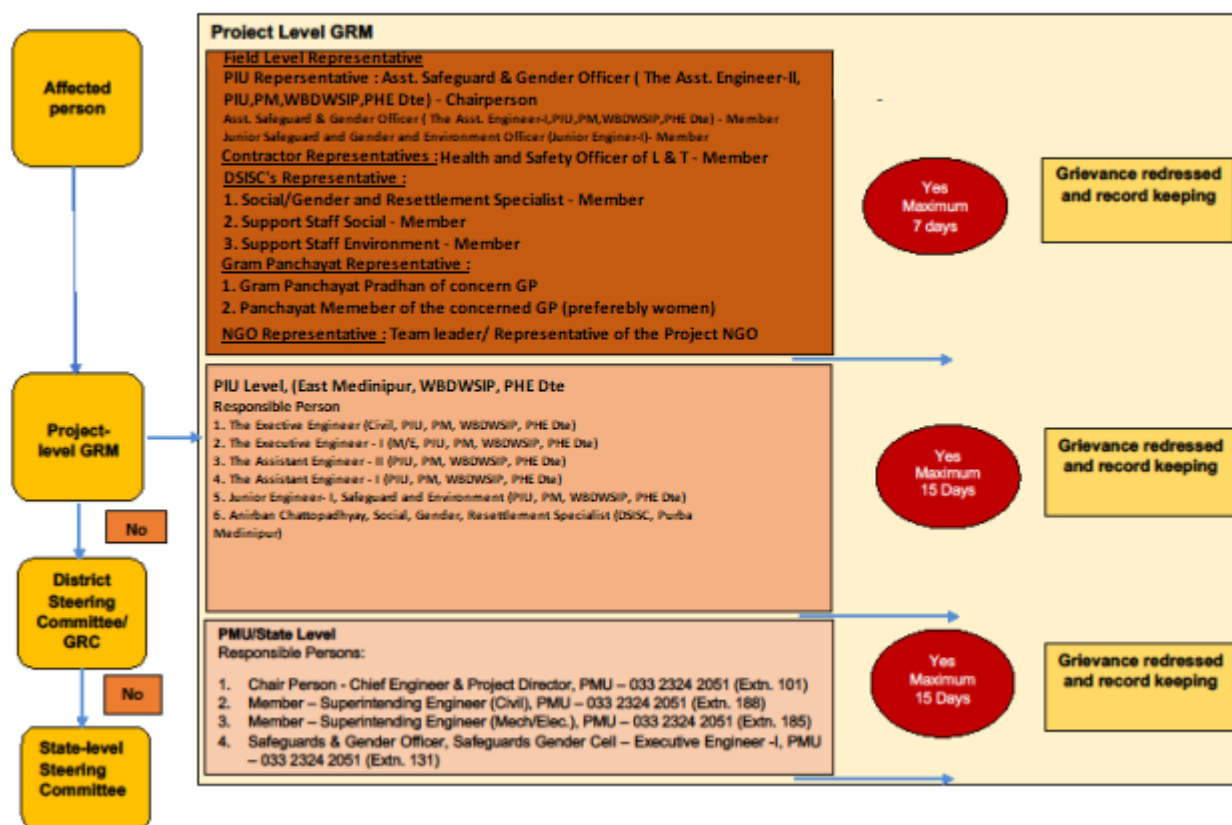 Affected
person
Project-
level GRM
No
District
Steering
Committee/
GRC
No
State-level
Steering
Committee
Project Level GRM
Field Level Representative
PIU Repersentative : Asst. Safeguard & Gender Officer ( The Asst. Engineer-II,
PIU,PM,WBDWSIP,PHE Dte) - Chairperson
Asst. Safeguard & Gender Officer ( The Asst. Engineer-I,PIU,PM,WBDWSIP,PHE Dte) - Member
Junior Safeguard and Gender and Environment Officer (Junior Enginer-I)- Member
Contractor Representatives : Health and Safety Officer of L & T - Member
DSISC's Representative :
1. Social/Gender and Resettlement Specialist - Member
2. Support Staff Social - Member
3. Support Staff Environment - Member
Gram Panchayat Representative :
1. Gram Panchayat Pradhan of concern GP
2. Panchayat Memeber of the concerned GP (preferebly women)
NGO Representative : Team leader/ Representative of the Project NGO
Yes
Maximum
7 days
Grievance redressed
and record keeping
PIU Level, (East Medinipur, WBDWSIP, PHE Dte
Responsible Person
1. The Exective Engineer (Civil, PIU, PM, WBDWSIP, PHE Dte)
2. The Executive Engineer - I (M/E, PIU, PM, WBDWSIP, PHE Dte)
3. The Assistant Engineer - II (PIU, PM, WBDWSIP, PHE Dte)
4. The Assistant Engineer - I (PIU, PM, WBDWSIP, PHE Dte)
5. Junior Engineer- I, Safeguard and Environment (PIU, PM, WBDWSIP, PHE Dte)
6. Anirban Chattopadhyay, Social, Gender, Resettlement Specialist (DSISC, Purba
Medinipur)
Yes
Maximum
15 Days
Grievance redressed
and record keeping
PMU/State Level
Responsible Persons:
1. Chair Person - Chief Engineer & Project Director, PMU – 033 2324 2051 (Extn. 101)
2. Member – Superintending Engineer (Civil), PMU – 033 2324 2051 (Extn. 188)
3. Member – Superintending Engineer (Mech/Elec.), PMU – 033 2324 2051 (Extn. 185)
4. Safeguards & Gender Officer, Safeguards Gender Cell – Executive Engineer -I, PMU
– 033 2324 2051 (Extn. 131)
Yes
Maximum
15 Days
Grievance redressed
and record keeping